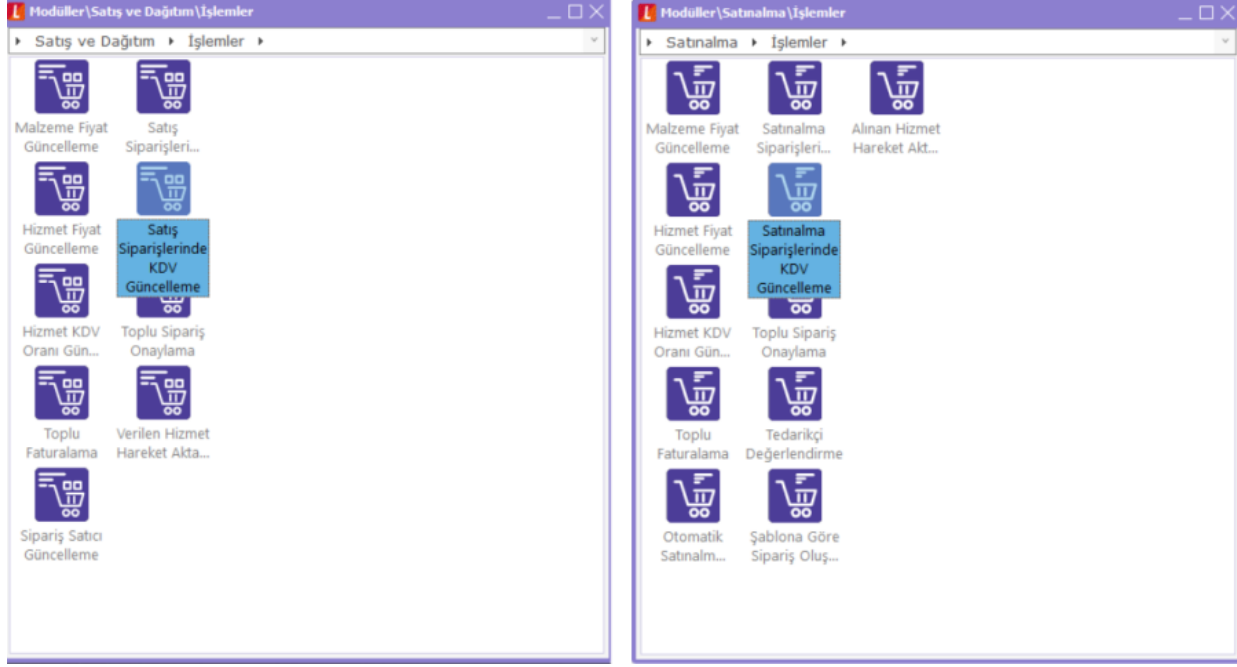 Modüller\Satış ve Dağıtım\İşlemler
Satış ve Dağıtım İşlemler
Malzeme Fiyat
Güncelleme
Satış
Siparişleri...
Hizmet Fiyat
Güncelleme
Satış
Siparişlerinde
KDV
Güncelleme
Hizmet KDV
Oranı Gün...
Toplu Sipariş
Onaylama
Toplu
Faturalama
Verilen Hizmet
Hareket Akta...
Sipariş Satıcı
Güncelleme
Modüller\Satınalma\İşlemler
Satınalma İşlemler
Malzeme Fiyat
Güncelleme
Satınalma
Siparişleri...
Alınan Hizmet
Hareket Akt...
Hizmet Fiyat
Güncelleme
Satınalma
Siparişlerinde
KDV
Güncelleme
Hizmet KDV
Oranı Gün...
Toplu Sipariş
Onaylama
Toplu
Faturalama
Tedarikçi
Değerlendirme
Otomatik
Satınalm...
Şablona Göre
Sipariş Oluş...